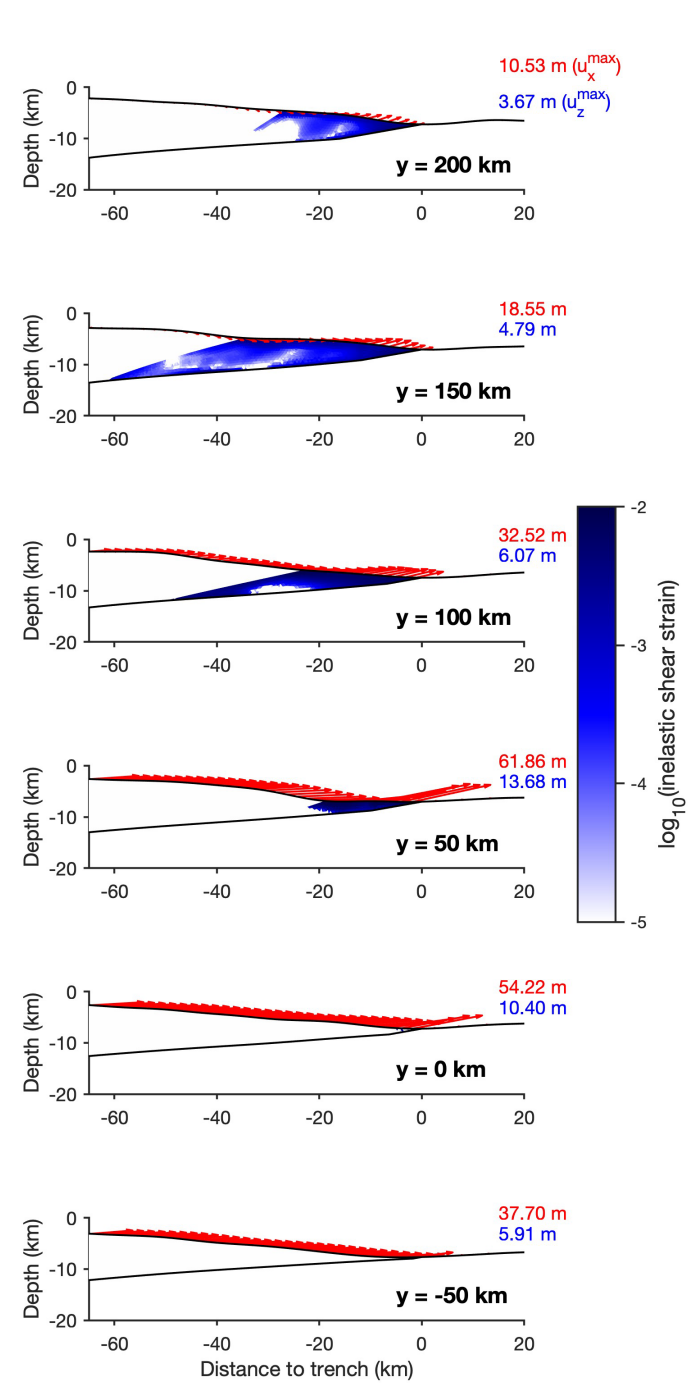 10.53 m (u_x^max)
3.67 m (u_z^max)
0
-10
-20
Depth (km)
y = 200 km
-60 -40 -20 0 20
18.55 m
4.79 m
0
-10
-20
Depth (km)
y = 150 km
-60 -40 -20 0 20
32.52 m
6.07 m
0
-10
-20
Depth (km)
y = 100 km
-60 -40 -20 0 20
61.86 m
13.68 m
0
-10
-20
Depth (km)
y = 50 km
-60 -40 -20 0 20
-2
-3
-4
-5
log10(inelastic shear strain)
54.22 m
10.40 m
0
-10
-20
Depth (km)
y = 0 km
-60 -40 -20 0 20
37.70 m
5.91 m
0
-10
-20
Depth (km)
y = -50 km
-60 -40 -20 0 20
Distance to trench (km)